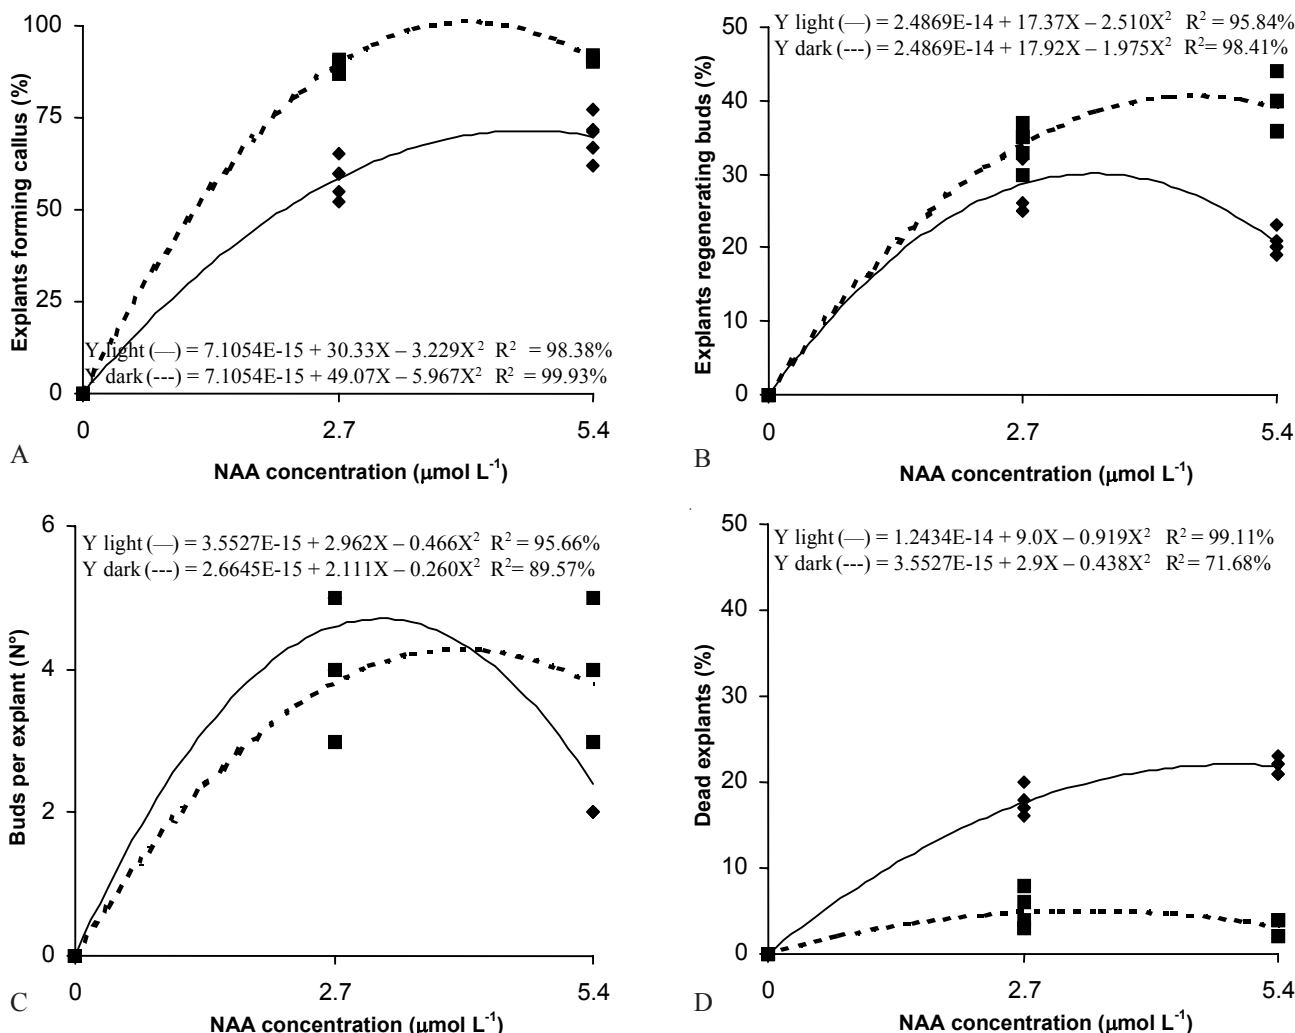 100
75
50
25
0
Explants forming callus (%)
Y light (—) = 7.1054E-15 + 30.33X – 3.229X² R² = 98.38%
Y dark (---) = 7.1054E-15 + 49.07X – 5.967X² R² = 99.93%
0 2.7 5.4
A
NAA concentration (μmol L⁻¹)
50
40
30
20
10
0
Explants regenerating buds (%)
Y light (—) = 2.4869E-14 + 17.37X – 2.510X² R² = 95.84%
Y dark (---) = 2.4869E-14 + 17.92X – 1.975X² R²= 98.41%
0 2.7 5.4
B
NAA concentration (μmol L⁻¹)
6
4
2
0
Buds per explant (N°)
Y light (—) = 3.5527E-15 + 2.962X – 0.466X² R² = 95.66%
Y dark (---) = 2.6645E-15 + 2.111X – 0.260X² R²= 89.57%
0 2.7 5.4
C
NAA concentration (μmol L⁻¹)
50
40
30
20
10
0
Dead explants (%)
Y light (—) = 1.2434E-14 + 9.0X – 0.919X² R² = 99.11%
Y dark (---) = 3.5527E-15 + 2.9X – 0.438X² R²= 71.68%
0 2.7 5.4
D
NAA concentration (μmol L⁻¹)